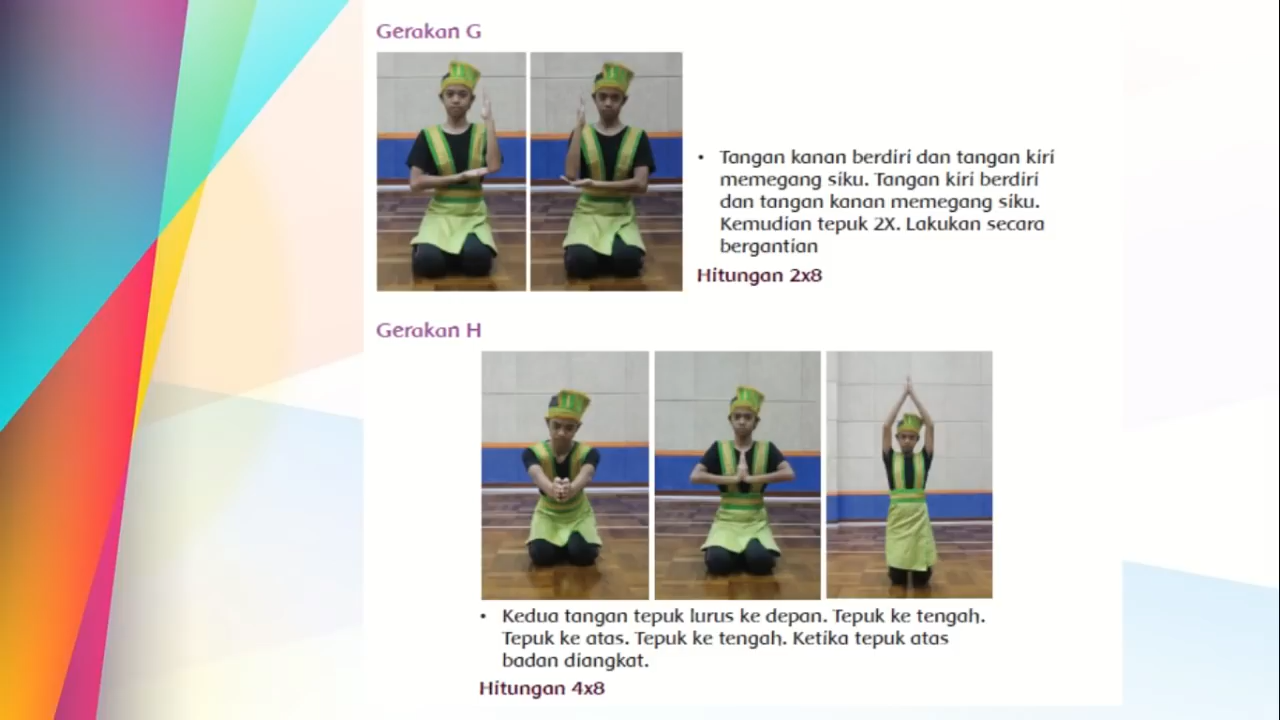 Gerakan G
• Tangan kanan berdiri dan tangan kiri
memegang siku. Tangan kiri berdiri
dan tangan kanan memegang siku.
Kemudian tepuk 2X. Lakukan secara
bergantian
Hitungan 2x8
Gerakan H
• Kedua tangan tepuk lurus ke depan. Tepuk ke tengah.
Tepuk ke atas. Tepuk ke tengah. Ketika tepuk atas
badan diangkat.
Hitungan 4x8